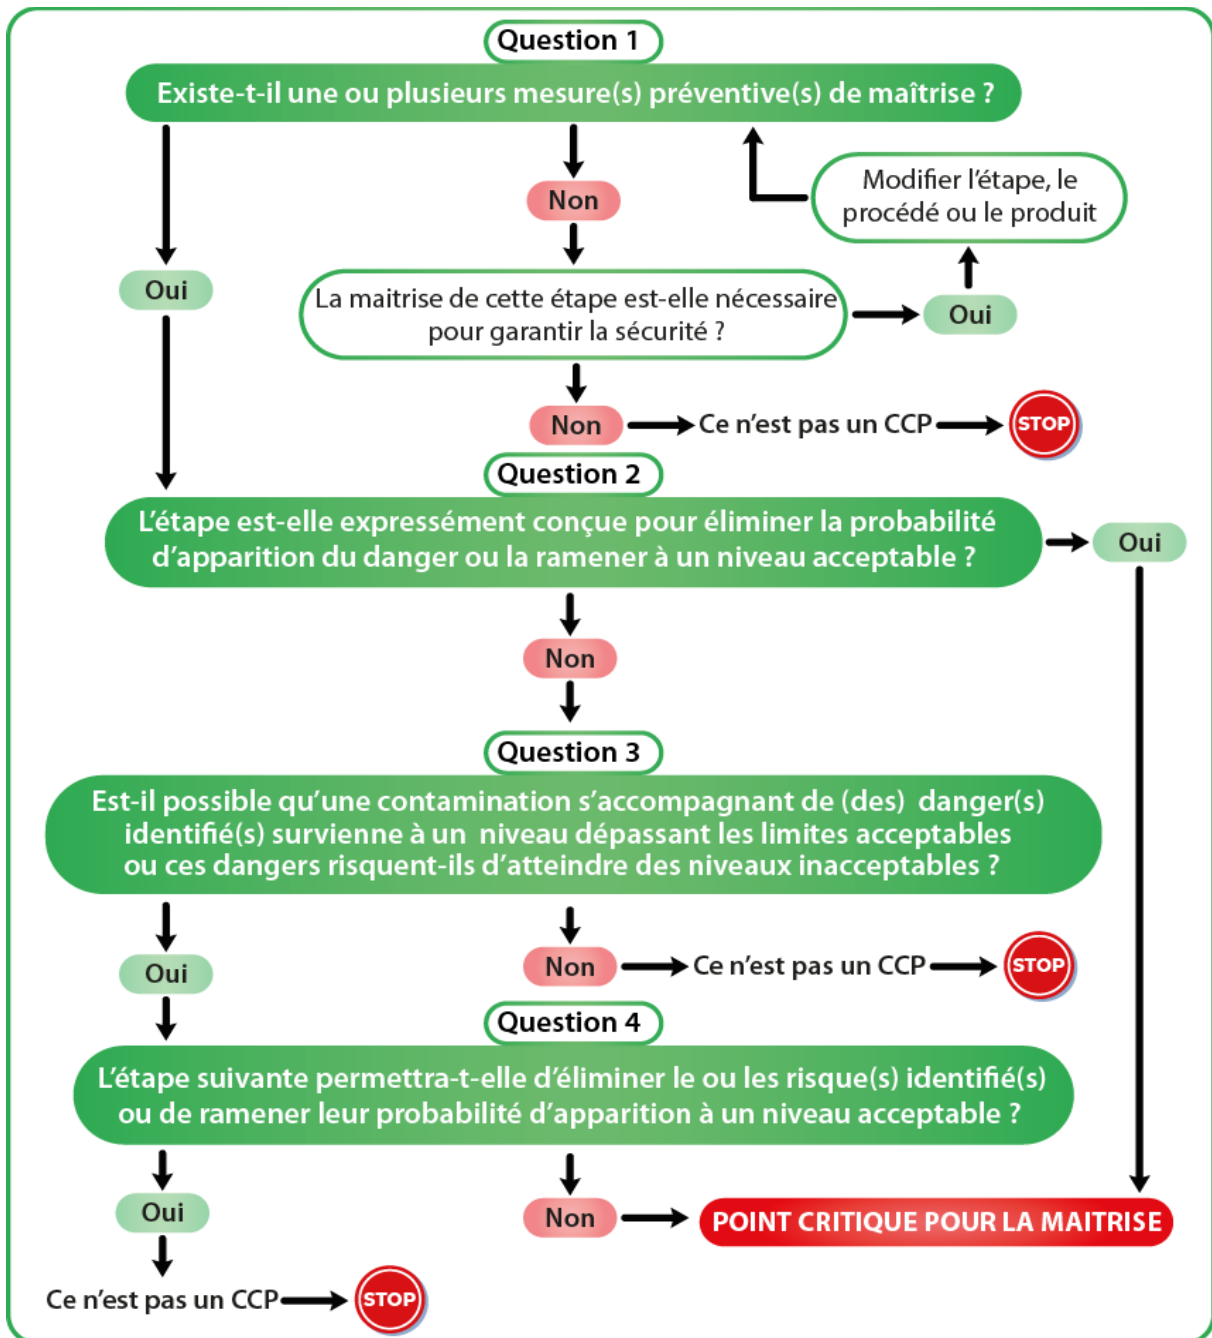 Question 1
Existe-t-il une ou plusieurs mesure(s) préventive(s) de maîtrise ?
Modifier l’étape, le
procédé ou le produit
Non
Oui
La maitrise de cette étape est-elle nécessaire
pour garantir la sécurité ?
Oui
Non
Ce n’est pas un CCP
STOP
Question 2
L’étape est-elle expressément conçue pour éliminer la probabilité
d’apparition du danger ou la ramener à un niveau acceptable ?
Oui
Non
Question 3
Est-il possible qu’une contamination s’accompagnant de (des) danger(s)
identifié(s) survienne à un niveau dépassant les limites acceptables
ou ces dangers risquent-ils d’atteindre des niveaux inacceptables ?
Oui
Non
Ce n’est pas un CCP
STOP
Question 4
L’étape suivante permettra-t-elle d’éliminer le ou les risque(s) identifié(s)
ou de ramener leur probabilité d’apparition à un niveau acceptable ?
Oui
Non
POINT CRITIQUE POUR LA MAITRISE
Ce n’est pas un CCP
STOP